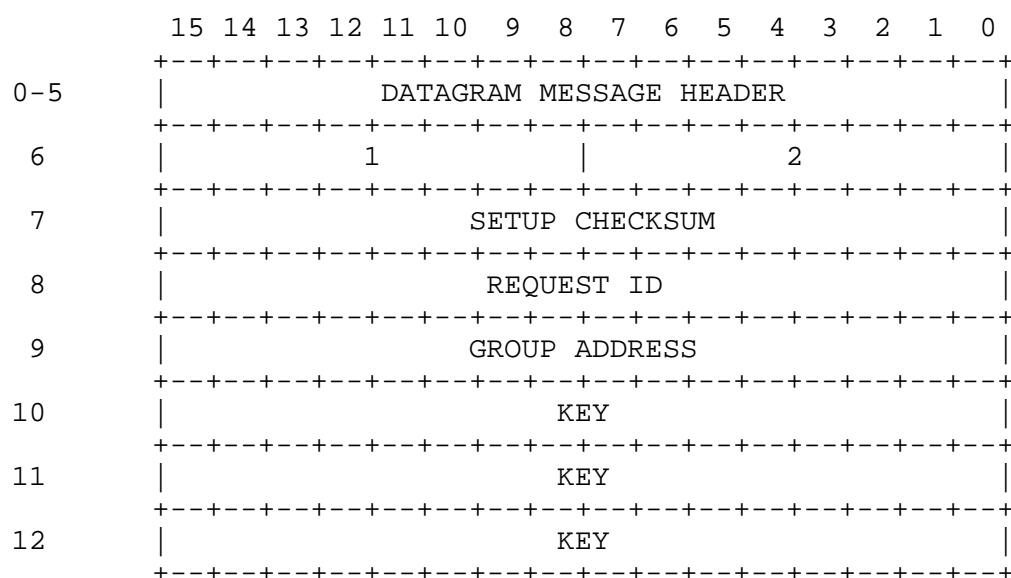 15 14 13 12 11 10 9 8 7 6 5 4 3 2 1 0
+--+--+--+--+--+--+--+--+--+--+--+--+--+--+--+--+
0-5 | DATAGRAM MESSAGE HEADER |
+--+--+--+--+--+--+--+--+--+--+--+--+--+--+--+--+
6 | 1 | 2 |
+--+--+--+--+--+--+--+--+--+--+--+--+--+--+--+--+
7 | SETUP CHECKSUM |
+--+--+--+--+--+--+--+--+--+--+--+--+--+--+--+--+
8 | REQUEST ID |
+--+--+--+--+--+--+--+--+--+--+--+--+--+--+--+--+
9 | GROUP ADDRESS |
+--+--+--+--+--+--+--+--+--+--+--+--+--+--+--+--+
10 | KEY |
+--+--+--+--+--+--+--+--+--+--+--+--+--+--+--+--+
11 | KEY |
+--+--+--+--+--+--+--+--+--+--+--+--+--+--+--+--+
12 | KEY |
+--+--+--+--+--+--+--+--+--+--+--+--+--+--+--+--+